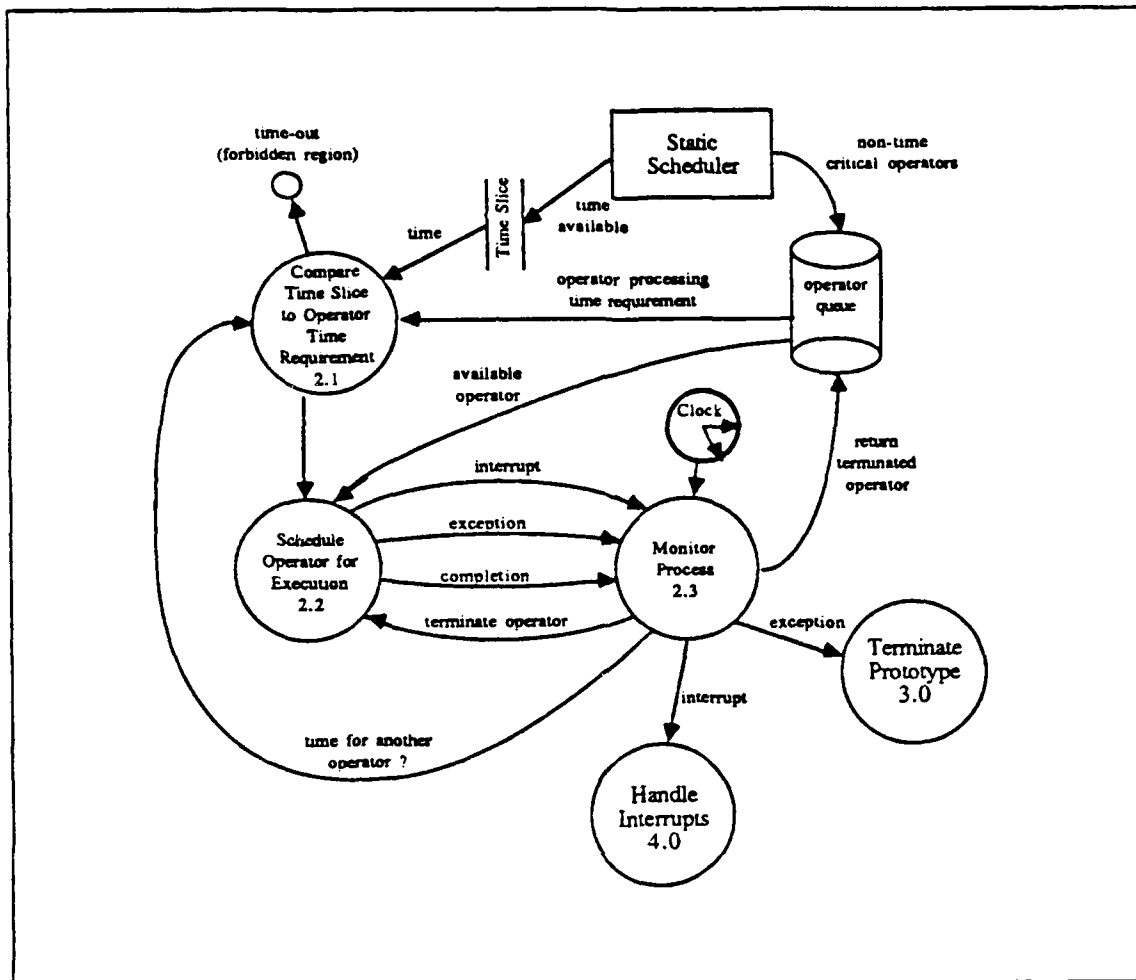 time-out
(forbidden region)
Static
Scheduler
non-time
critical operators
Time Slice
time
available
time
Compare
Time Slice
to Operator
Time
Requirement
2.1
operator processing
time requirement
operator
queue
available
operator
Clock
return
terminated
operator
interrupt
exception
completion
terminate operator
Schedule
Operator for
Execution
2.2
Monitor
Process
2.3
exception
Terminate
Prototype
3.0
interrupt
time for another
operator ?
Handle
Interrupts
4.0